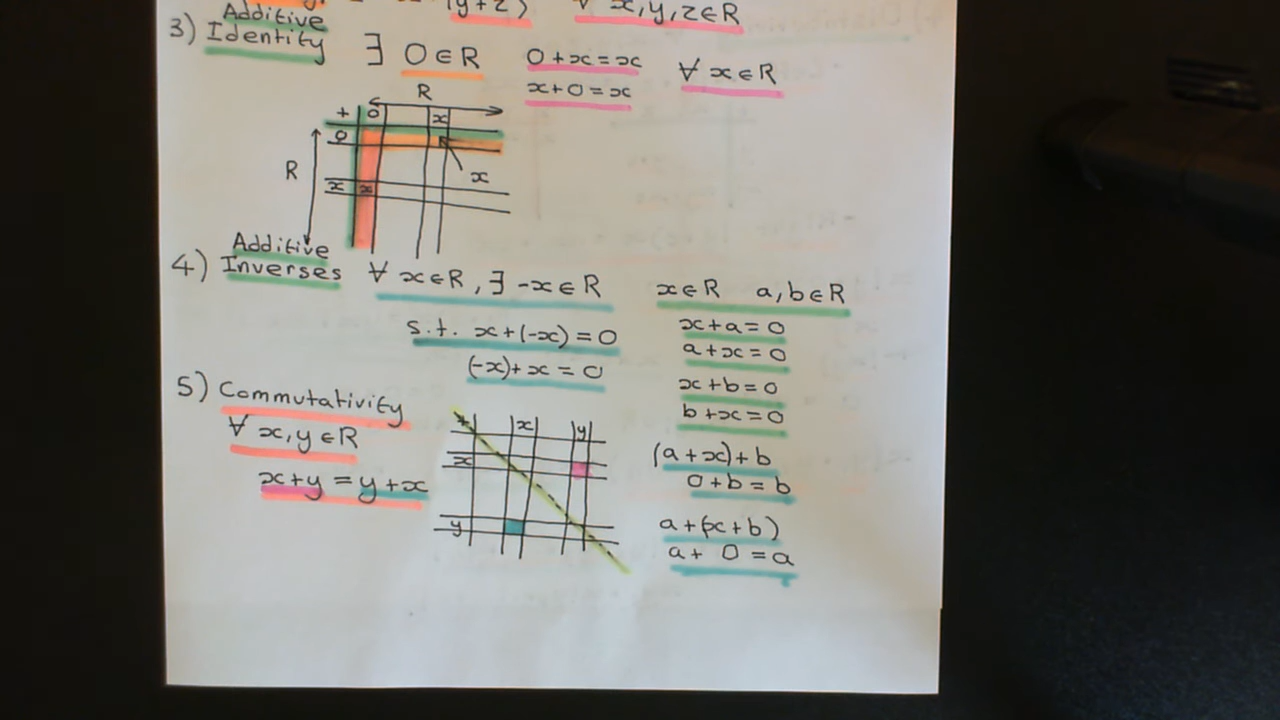 (y+z) ∀ x,y,z∈R
3) Additive Identity ∃ 0∈R 0+x=x ∀ x∈R
x+0=x
R
+ 0 x
0
R x
x x
4) Additive Inverses ∀ x∈R, ∃ -x∈R
s.t. x+(-x)=0
(-x)+x=0
x∈R a,b∈R
x+a=0
a+x=0
x+b=0
b+x=0
(a+x)+b
0+b=b
a+(x+b)
a+ 0 =a
5) Commutativity
∀ x,y∈R
x+y=y+x
+ x y
x
y